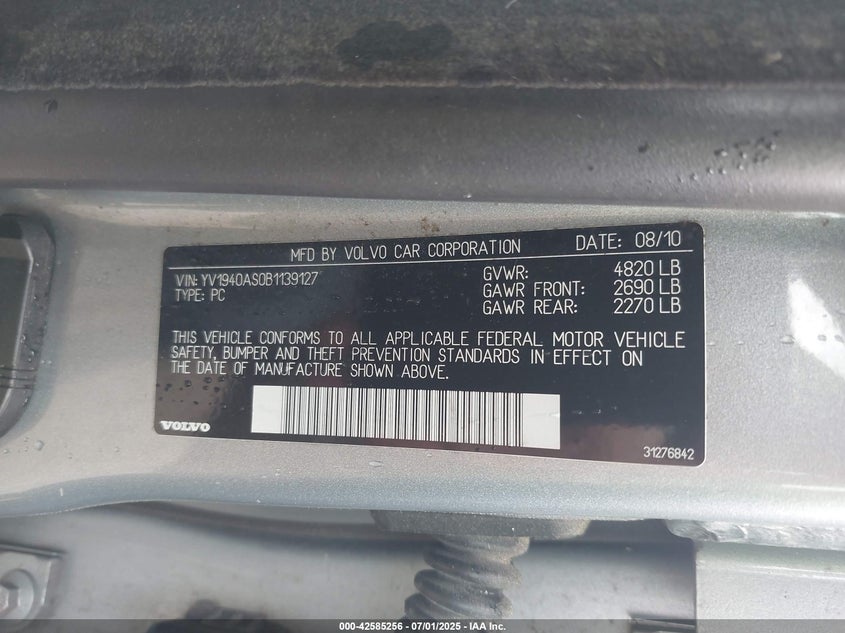 MFD BY VOLVO CAR CORPORATION DATE: 08/10
VIN: YV1940AS0B1139127 GVWR: 4820 LB
TYPE: PC GAWR FRONT: 2690 LB
GAWR REAR: 2270 LB
THIS VEHICLE CONFORMS TO ALL APPLICABLE FEDERAL MOTOR VEHICLE
SAFETY, BUMPER AND THEFT PREVENTION STANDARDS IN EFFECT ON
THE DATE OF MANUFACTURE SHOWN ABOVE.
VOLVO
31276842
000-42585256 - 07/01/2025 - IAA Inc.